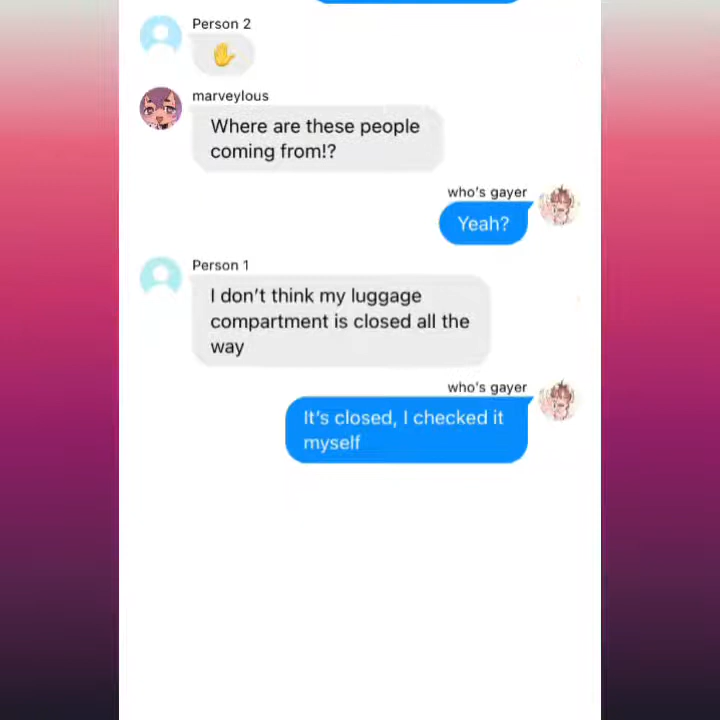 Person 2
✋
marveylous
Where are these people
coming from!?
who's gayer
Yeah?
Person 1
I don't think my luggage
compartment is closed all the
way
who's gayer
It's closed, I checked it
myself